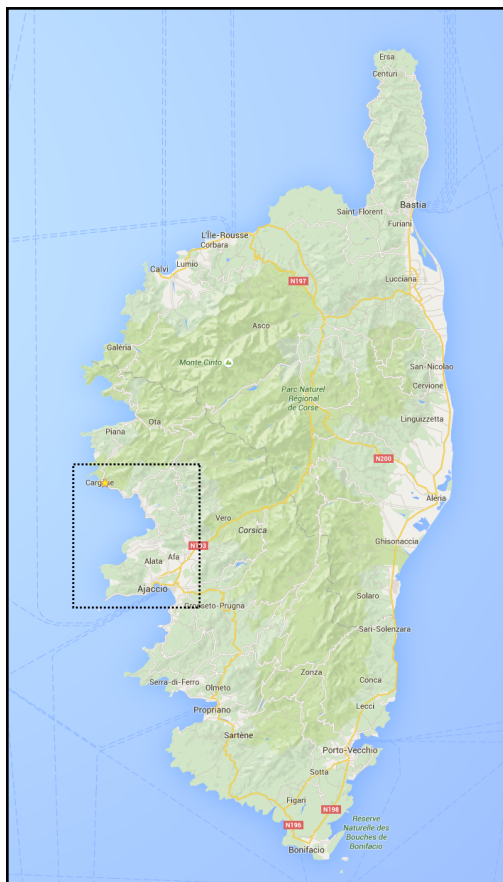 Ersa
Centuri
Bastia
Saint_Florent
Furiani
L'Île-Rousse
Corbara
Lumio
Calvi
Lucciana
N197
Asco
Galéria
Monte Cinto
San-Nicolao
Cervione
Parc Naturel
Régional
de Corse
Ota
Linguizzetta
Piana
N200
Cargèse
Aleria
Vero
Corsica
Ghisonaccia
N193
Afa
Alata
Ajaccio
Solaro
Grosseto-Prugna
Sari-Solenzara
Zonza
Serra-di-Ferro
Olmeto
Conca
Lecci
Propriano
Sartène
Porto-Vecchio
Sotta
Figari
N198
N196
Réserve
Naturelle des
Bouches de
Bonifacio
Bonifacio